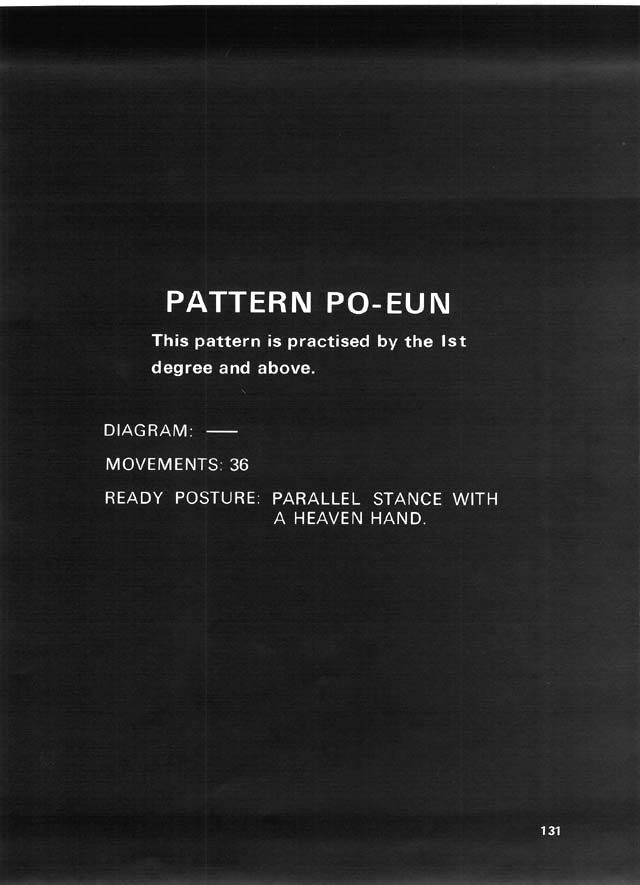 PATTERN PO-EUN
This pattern is practised by the Ist
degree and above.
DIAGRAM: —
MOVEMENTS: 36
READY POSTURE: PARALLEL STANCE WITH
A HEAVEN HAND.
131